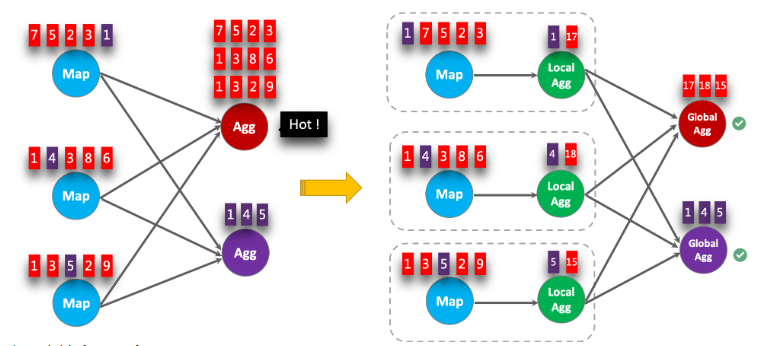 7 5 2 3 1
Map
7 5 2 3
1 3 8 6
1 3 2 9
Agg
Hot !
1 4 3 8 6
Map
1 4 5
Agg
1 3 5 2 9
Map
1 7 5 2 3
Map
1 17
Local
Agg
17 18 15
Global
Agg
1 4 3 8 6
Map
4 18
Local
Agg
1 4 5
Global
Agg
1 3 5 2 9
Map
5 15
Local
Agg